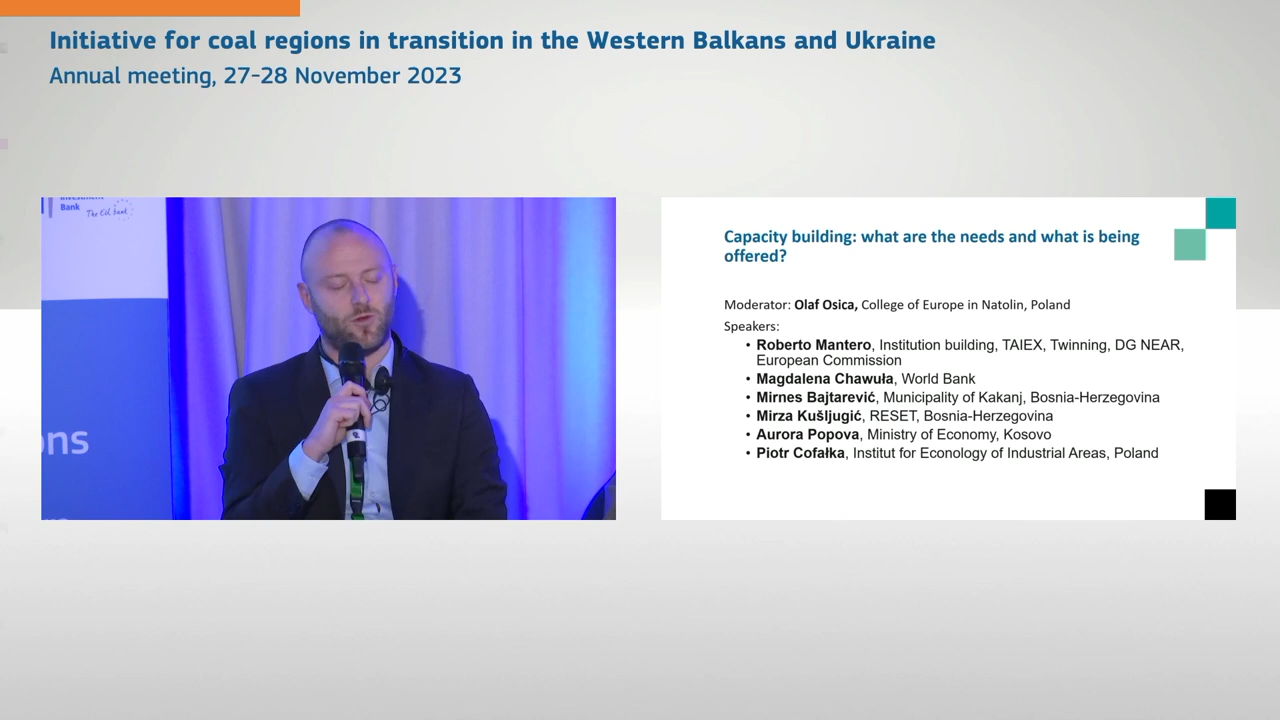 Initiative for coal regions in transition in the Western Balkans and Ukraine
Annual meeting, 27-28 November 2023
Investment
Bank
The EU bank
ons
Capacity building: what are the needs and what is being
offered?
Moderator: Olaf Osica, College of Europe in Natolin, Poland
Speakers:
• Roberto Mantero, Institution building, TAIEX, Twinning, DG NEAR,
European Commission
• Magdalena Chawuła, World Bank
• Mirnes Bajtarević, Municipality of Kakanj, Bosnia-Herzegovina
• Mirza Kušljugić, RESET, Bosnia-Herzegovina
• Aurora Popova, Ministry of Economy, Kosovo
• Piotr Cofałka, Institut for Econology of Industrial Areas, Poland